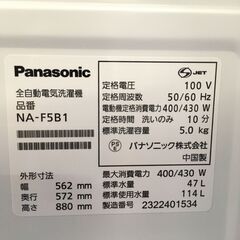 Panasonic
全自動電気洗濯機
品番
NA-F5B1
外形寸法
幅 562 mm
奥行 572 mm
高さ 880 mm
JET
定格電圧 100 V
定格周波数 50/60 Hz
電動機定格消費電力 400/430 W
定格時間 洗いのみ 10 分
標準洗濯容量 5.0 kg
PS E
パナソニック株式会社
中国製
最大消費電力 400/430 W
標準水量 47 L
標準使用水量 114 L
製造番号 2322401534